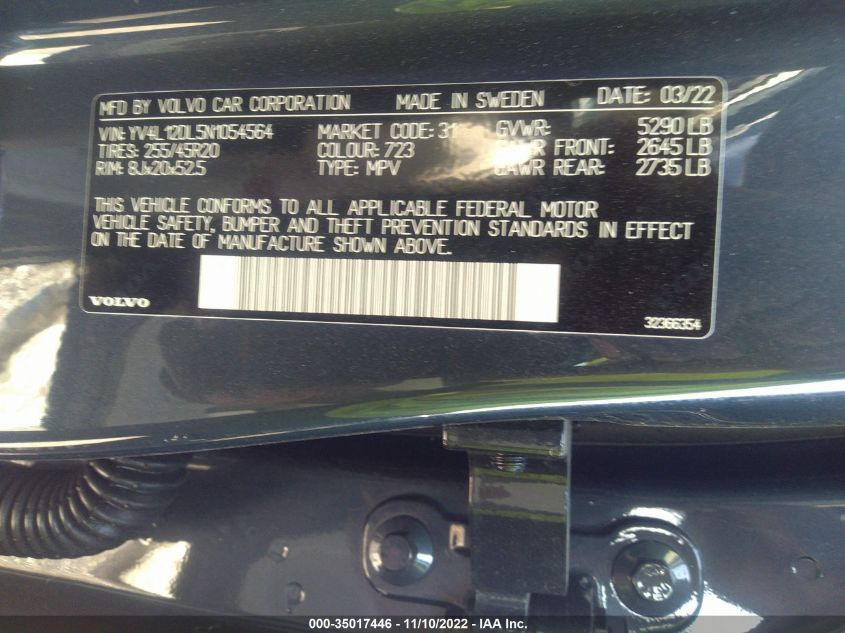 MFD BY VOLVO CAR CORPORATION MADE IN SWEDEN DATE: 03/22
VIN: YV4L12DL5N1054564 MARKET CODE: 31 GVWR: 5290 LB
TIRES: 255/45R20 COLOUR: 723 GAWR FRONT: 2645 LB
RIM: 8Jx20x52.5 TYPE: MPV GAWR REAR: 2735 LB
THIS VEHICLE CONFORMS TO ALL APPLICABLE FEDERAL MOTOR
VEHICLE SAFETY, BUMPER AND THEFT PREVENTION STANDARDS IN EFFECT
ON THE DATE OF MANUFACTURE SHOWN ABOVE.
VOLVO
32366354
000-35017446 - 11/10/2022 - IAA Inc.